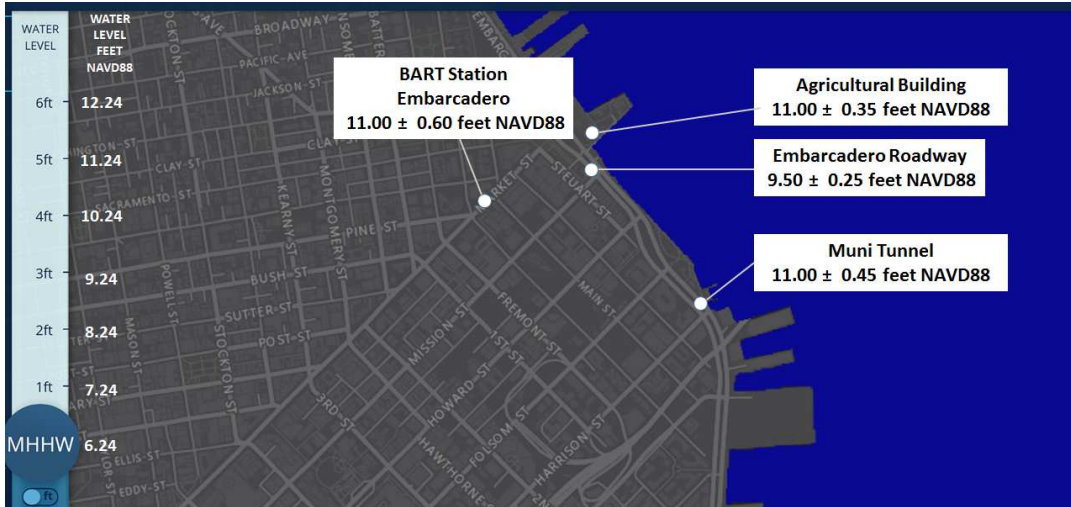 WATER
LEVEL
WATER
LEVEL
FEET
NAVD88
6ft
12.24
5ft
11.24
4ft
10.24
3ft
9.24
2ft
8.24
1ft
7.24
MHHW
6.24
ft
BART Station
Embarcadero
11.00 ± 0.60 feet NAVD88
Agricultural Building
11.00 ± 0.35 feet NAVD88
Embarcadero Roadway
9.50 ± 0.25 feet NAVD88
Muni Tunnel
11.00 ± 0.45 feet NAVD88
BROADWAY
PACIFIC-AVE
JACKSON-ST
CLAY-ST
SACRAMENTO-ST
PINE-ST
BUSH-ST
SUTTER-ST
POST-ST
ELLIS-ST
EDDY-ST
POWELL-ST
MASON-ST
STOCKTON-ST
KEARNY-ST
MONTGOMERY-ST
MARKET-ST
STEUART-ST
MAIN-ST
FREMONT-ST
1ST-ST
MISSION-ST
HOWARD-ST
FOLSOM-ST
HARRISON-ST
HAWTHORNE-S
3RD-ST